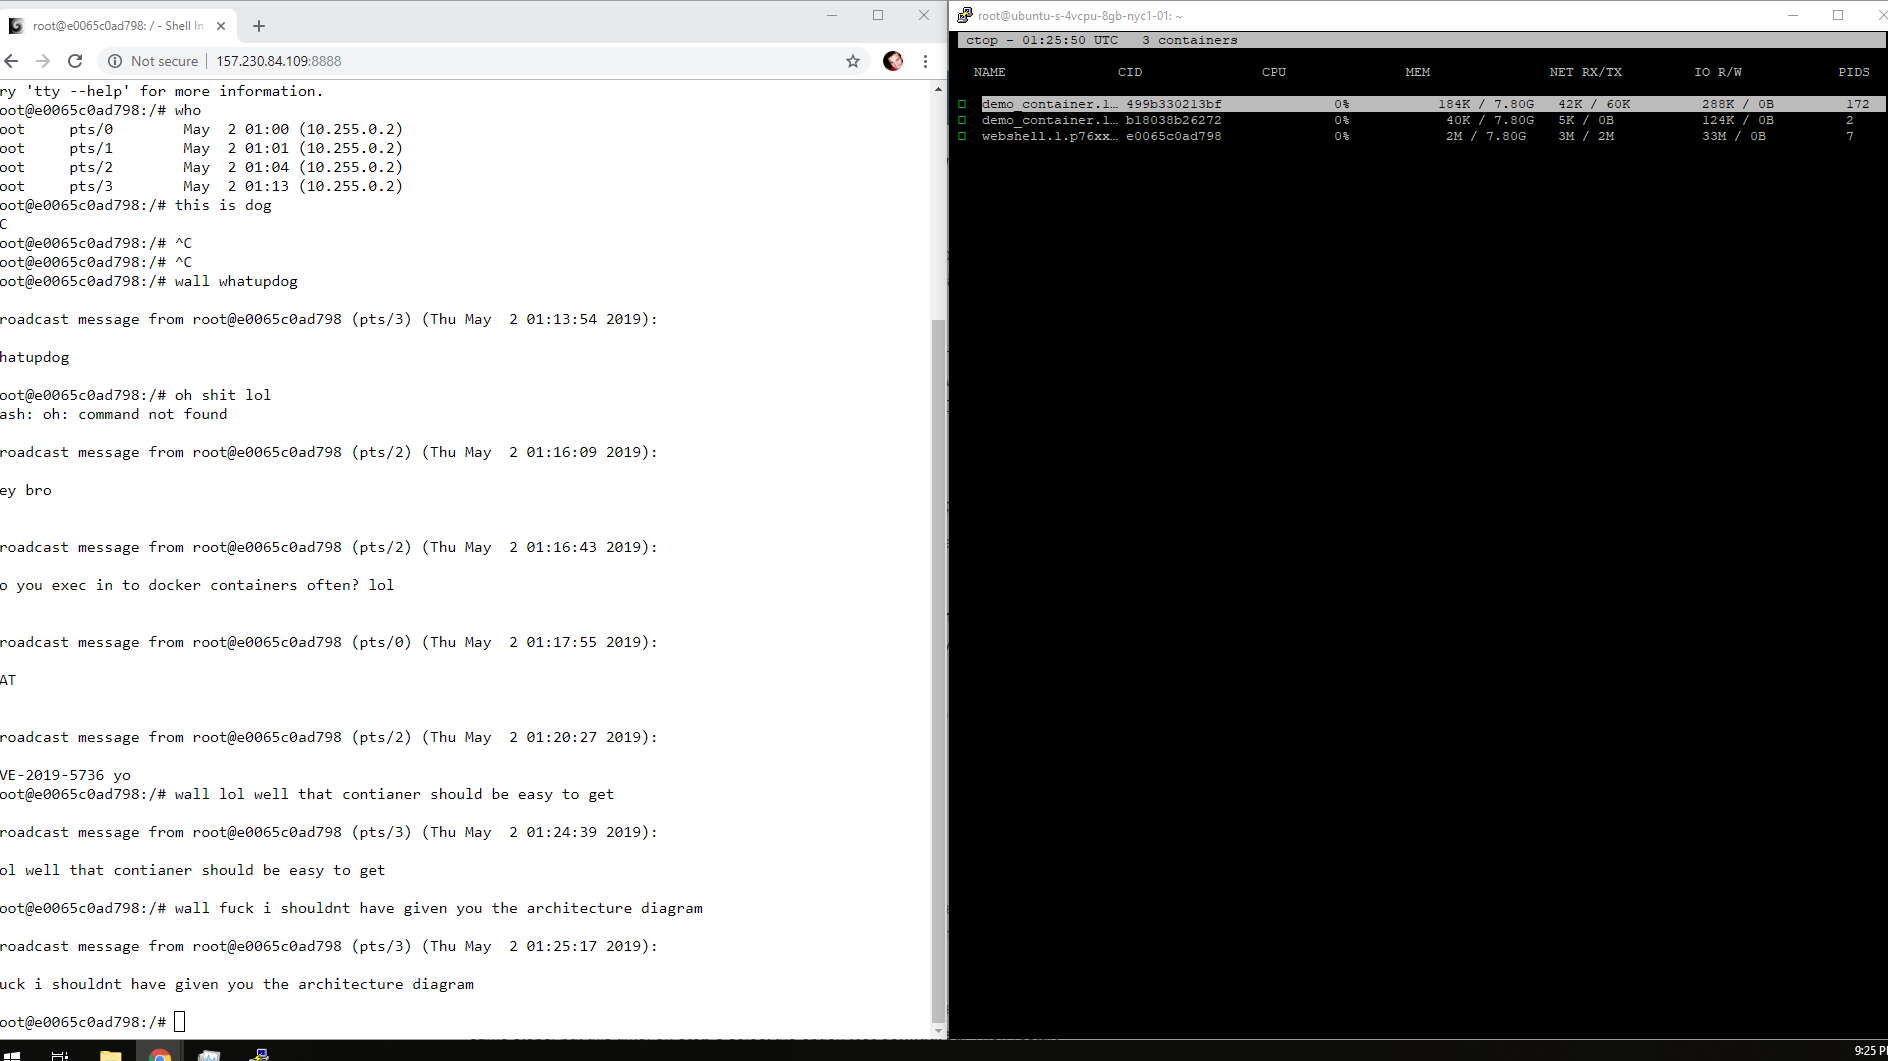 root@e0065c0ad798: / - Shell In
Not secure | 157.230.84.109:8888
ry 'tty --help' for more information.
oot@e0065c0ad798:/# who
oot pts/0 May 2 01:00 (10.255.0.2)
oot pts/1 May 2 01:01 (10.255.0.2)
oot pts/2 May 2 01:04 (10.255.0.2)
oot pts/3 May 2 01:13 (10.255.0.2)
oot@e0065c0ad798:/# this is dog
C
oot@e0065c0ad798:/# ^C
oot@e0065c0ad798:/# ^C
oot@e0065c0ad798:/# wall whatupdog
roadcast message from root@e0065c0ad798 (pts/3) (Thu May 2 01:13:54 2019):
hatupdog
oot@e0065c0ad798:/# oh shit lol
ash: oh: command not found
roadcast message from root@e0065c0ad798 (pts/2) (Thu May 2 01:16:09 2019):
ey bro
roadcast message from root@e0065c0ad798 (pts/2) (Thu May 2 01:16:43 2019):
o you exec in to docker containers often? lol
roadcast message from root@e0065c0ad798 (pts/0) (Thu May 2 01:17:55 2019):
AT
roadcast message from root@e0065c0ad798 (pts/2) (Thu May 2 01:20:27 2019):
VE-2019-5736 yo
oot@e0065c0ad798:/# wall lol well that contianer should be easy to get
roadcast message from root@e0065c0ad798 (pts/3) (Thu May 2 01:24:39 2019):
ol well that contianer should be easy to get
oot@e0065c0ad798:/# wall fuck i shouldnt have given you the architecture diagram
roadcast message from root@e0065c0ad798 (pts/3) (Thu May 2 01:25:17 2019):
uck i shouldnt have given you the architecture diagram
oot@e0065c0ad798:/#
root@ubuntu-s-4vcpu-8gb-nyc1-01: ~
ctop - 01:25:50 UTC 3 containers
NAME CID CPU MEM NET RX/TX IO R/W PIDS
demo_container.1… 499b330213bf 0% 184K / 7.80G 42K / 60K 288K / 0B 172
demo_container.1… b18038b26272 0% 40K / 7.80G 5K / 0B 124K / 0B 2
webshell.1.p76xx… e0065c0ad798 0% 2M / 7.80G 3M / 2M 33M / 0B 7
9:25 P